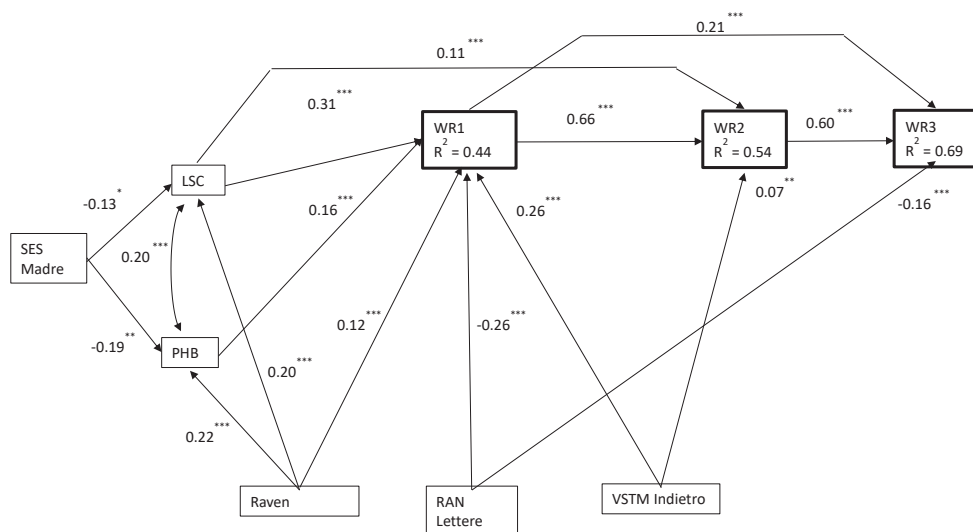 0.21***
0.11***
0.31***
WR1
R² = 0.44
0.66***
WR2
R² = 0.54
0.60***
WR3
R² = 0.69
LSC
-0.13*
0.16***
0.26***
0.07**
-0.16***
SES
Madre
0.20***
0.12***
-0.26***
-0.19**
PHB
0.20***
0.22***
Raven
RAN
Lettere
VSTM Indietro